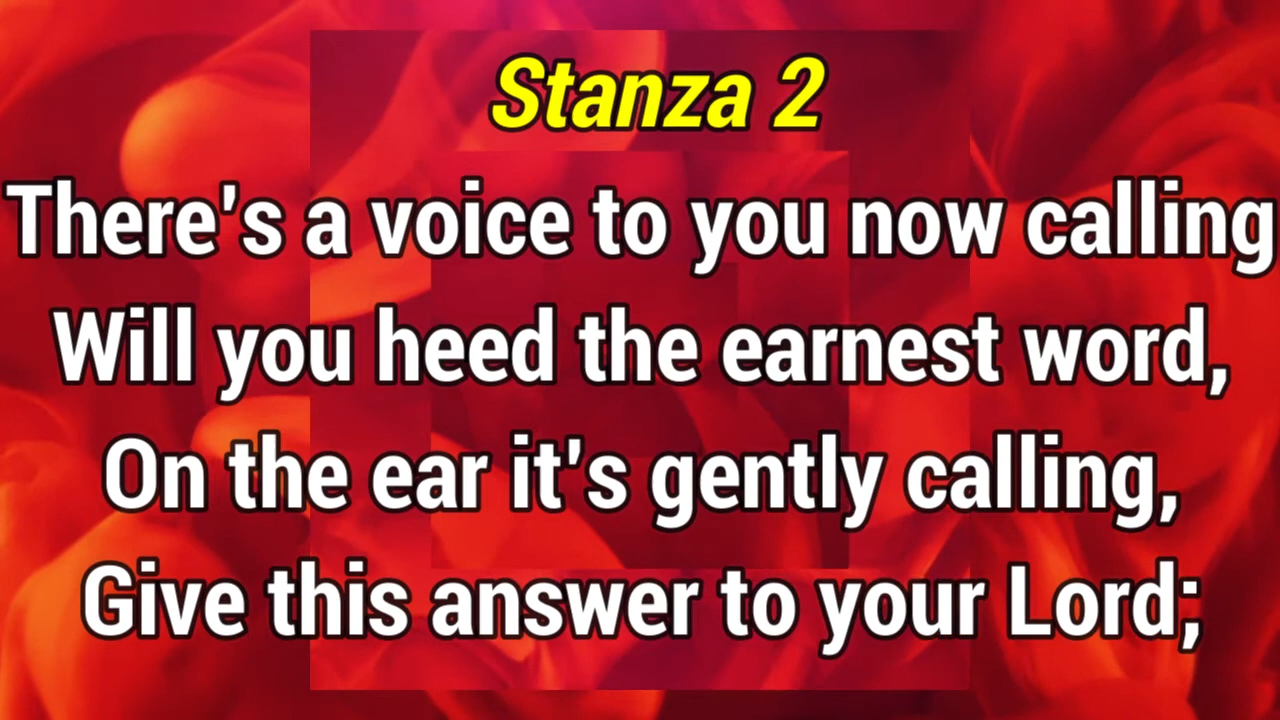 Stanza 2
There's a voice to you now calling
Will you heed the earnest word,
On the ear it's gently calling,
Give this answer to your Lord;